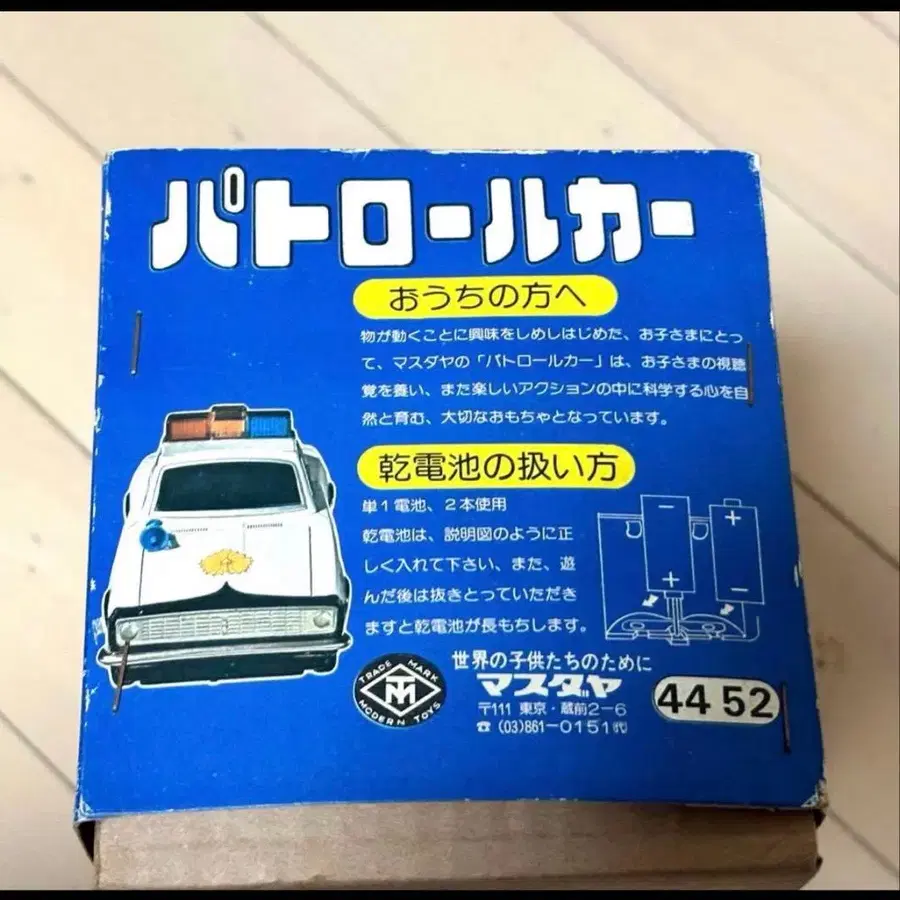 パトロールカー
おうちの方へ
物が動くことに興味をしめしはじめた、お子さまにとっ
て、マスダヤの「パトロールカー」は、お子さまの視聴
覚を養い、また楽しいアクションの中に科学する心を自
然と育む、大切なおもちゃとなっています。
乾電池の扱い方
単1電池、2本使用
乾電池は、説明図のように正
しく入れて下さい、また、遊
んだ後は抜きとっていただき
ますと乾電池が長もちします。
− +
+ −
TRADE MARK
TM
MODERN TOYS
世界の子供たちのために
マスダヤ
〒111 東京・蔵前2−6
☎ (03)861−0151㈹
44 52